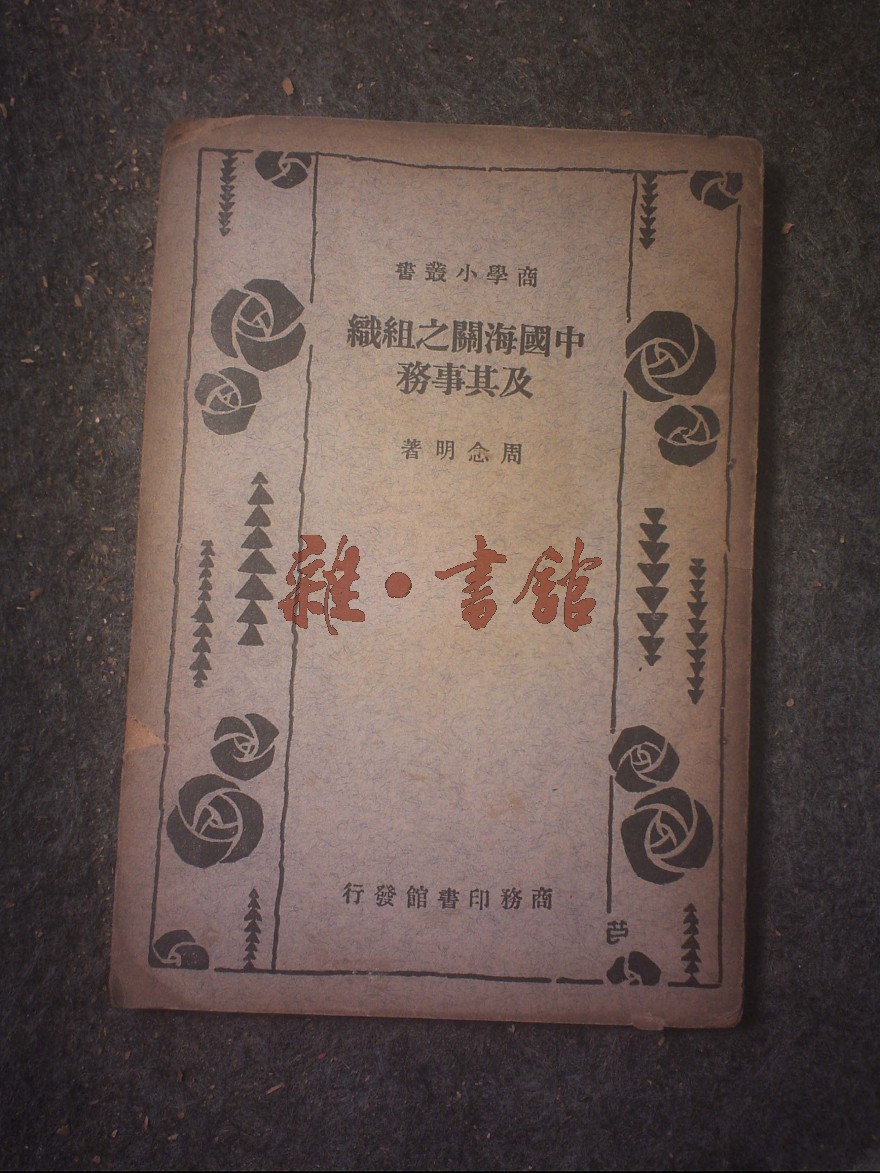 商學小叢書
中國海關之組織
及其事務
周念明著
雜·書館
商務印書館發行